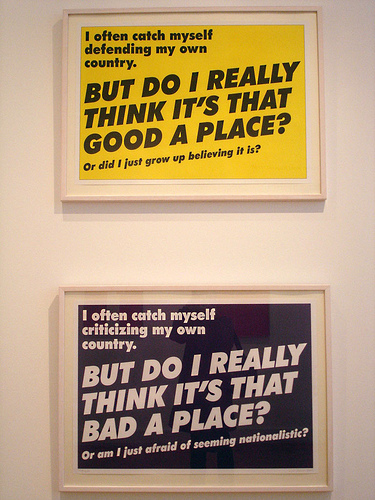 I often catch myself
defending my own
country.
BUT DO I REALLY
THINK IT'S THAT
GOOD A PLACE?
Or did I just grow up believing it is?
I often catch myself
criticizing my own
country.
BUT DO I REALLY
THINK IT'S THAT
BAD A PLACE?
Or am I just afraid of seeming nationalistic?